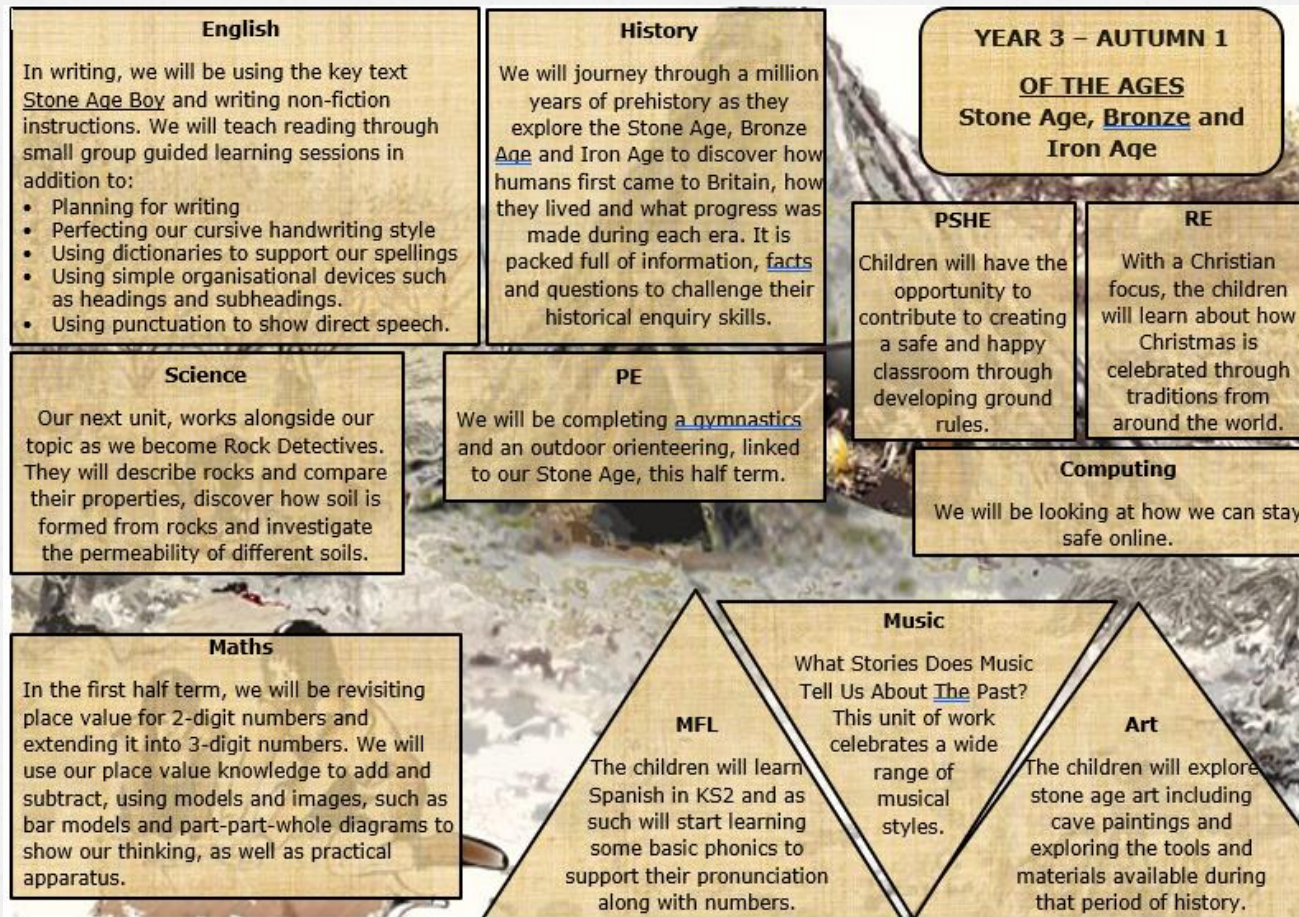 English
In writing, we will be using the key text
Stone Age Boy and writing non-fiction
instructions. We will teach reading through
small group guided learning sessions in
addition to:
• Planning for writing
• Perfecting our cursive handwriting style
• Using dictionaries to support our spellings
• Using simple organisational devices such
as headings and subheadings.
• Using punctuation to show direct speech.
History
We will journey through a million
years of prehistory as they
explore the Stone Age, Bronze
Age and Iron Age to discover how
humans first came to Britain, how
they lived and what progress was
made during each era. It is
packed full of information, facts
and questions to challenge their
historical enquiry skills.
YEAR 3 – AUTUMN 1
OF THE AGES
Stone Age, Bronze and
Iron Age
PSHE
Children will have the
opportunity to
contribute to creating
a safe and happy
classroom through
developing ground
rules.
RE
With a Christian
focus, the children
will learn about how
Christmas is
celebrated through
traditions from
around the world.
Science
Our next unit, works alongside our
topic as we become Rock Detectives.
They will describe rocks and compare
their properties, discover how soil is
formed from rocks and investigate
the permeability of different soils.
PE
We will be completing a gymnastics
and an outdoor orienteering, linked
to our Stone Age, this half term.
Computing
We will be looking at how we can stay
safe online.
Maths
In the first half term, we will be revisiting
place value for 2-digit numbers and
extending it into 3-digit numbers. We will
use our place value knowledge to add and
subtract, using models and images, such as
bar models and part-part-whole diagrams to
show our thinking, as well as practical
apparatus.
MFL
The children will learn
Spanish in KS2 and as
such will start learning
some basic phonics to
support their pronunciation
along with numbers.
Music
What Stories Does Music
Tell Us About The Past?
This unit of work
celebrates a wide
range of
musical
styles.
Art
The children will explore
stone age art including
cave paintings and
exploring the tools and
materials available during
that period of history.